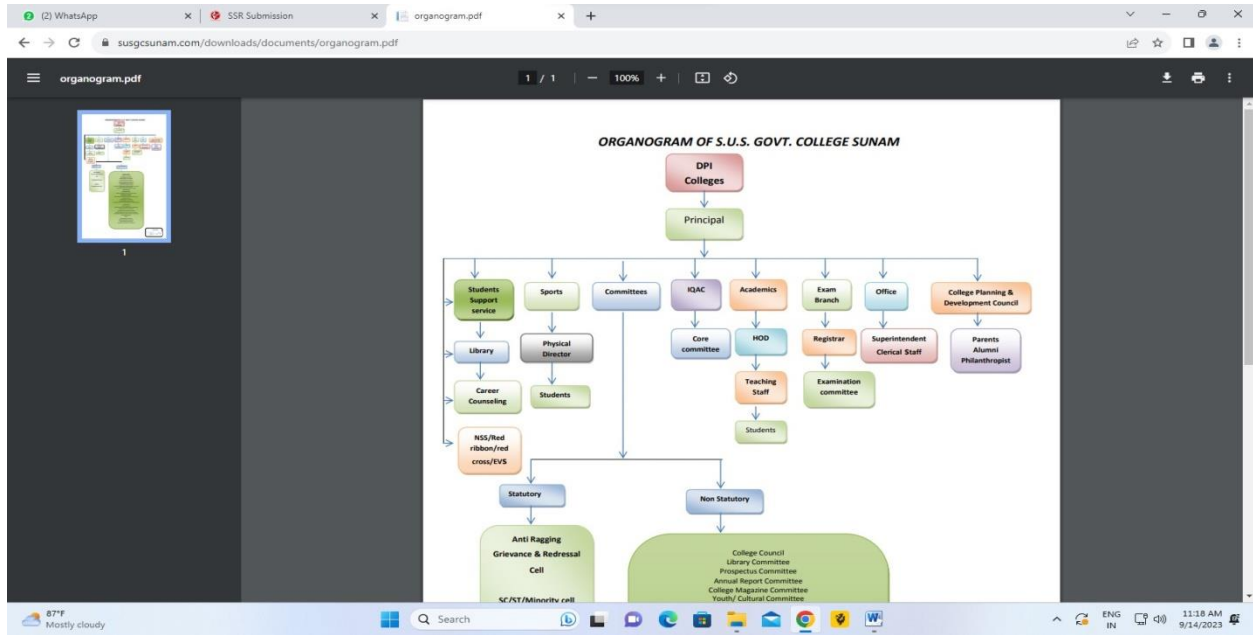 (2) WhatsApp
SSR Submission
organogram.pdf
susgcsunam.com/downloads/documents/organogram.pdf
organogram.pdf
1 / 1
100%
1
ORGANOGRAM OF S.U.S. GOVT. COLLEGE SUNAM
DPI
Colleges
Principal
Students
Support
service
Sports
Committees
IQAC
Academics
Exam
Branch
Office
College Planning &
Development Council
Library
Physical
Director
Core
committee
HOD
Registrar
Superintendent
Clerical Staff
Parents
Alumni
Philanthropist
Career
Counseling
Students
Teaching
Staff
Examination
committee
Students
NSS/Red
ribbon/red
cross/EVS
Statutory
Non Statutory
Anti Ragging
Grievance & Redressal
Cell
SC/ST/Minority cell
College Council
Library Committee
Prospectus Committee
Annual Report Committee
College Magazine Committee
Youth/ Cultural Committee
87°F
Mostly cloudy
Search
ENG
IN
11:18 AM
9/14/2023